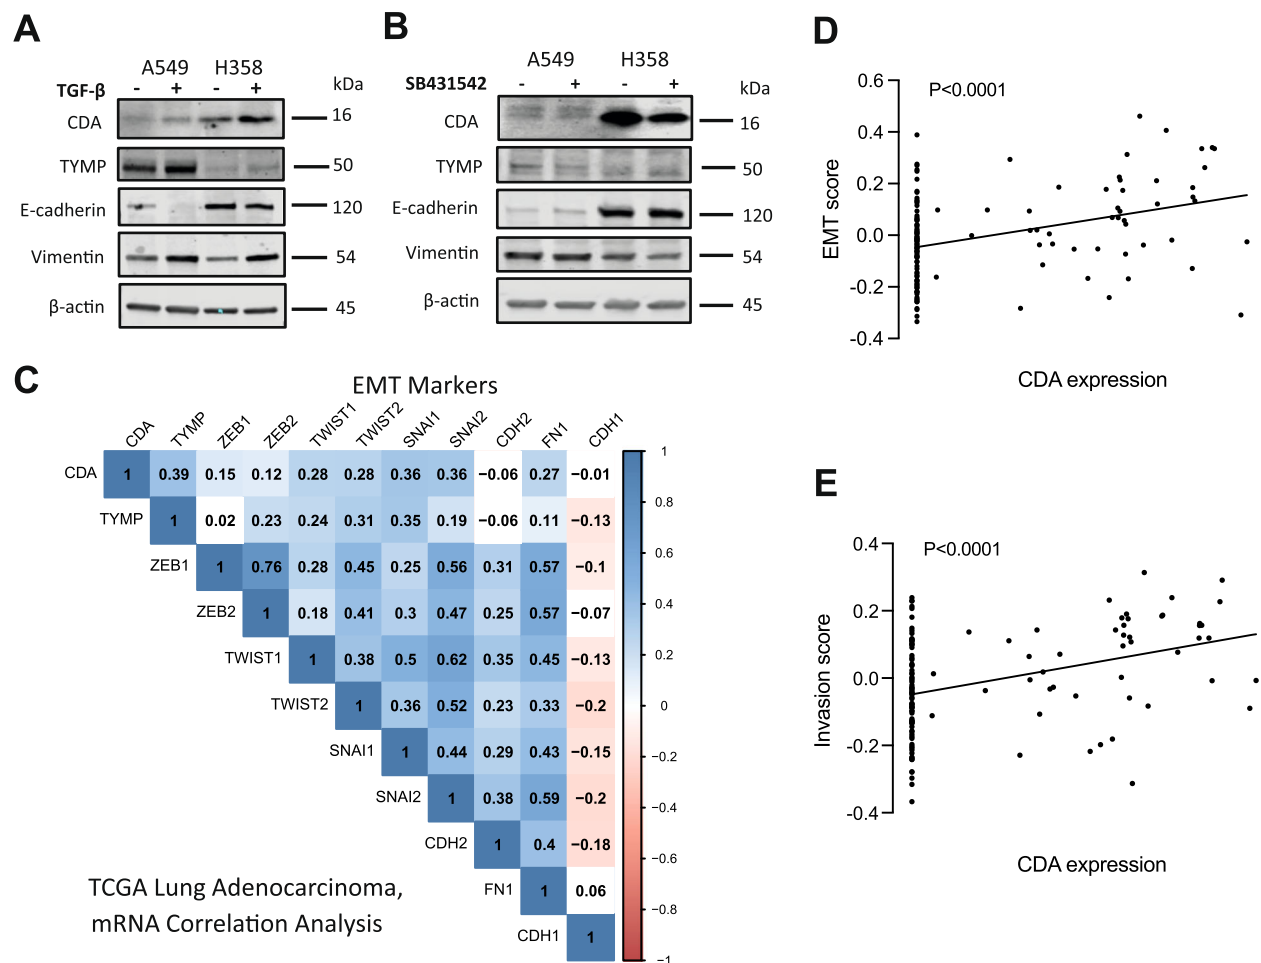 A
A549 H358
TGF-β - + - + kDa
CDA 16
TYMP 50
E-cadherin 120
Vimentin 54
β-actin 45
B
A549 H358
SB431542 - + - + kDa
CDA 16
TYMP 50
E-cadherin 120
Vimentin 54
β-actin 45
C
EMT Markers
CDA TYMP ZEB1 ZEB2 TWIST1 TWIST2 SNAI1 SNAI2 CDH2 FN1 CDH1
CDA 1 0.39 0.15 0.12 0.28 0.28 0.36 0.36 −0.06 0.27 −0.01
TYMP 1 0.02 0.23 0.24 0.31 0.35 0.19 −0.06 0.11 −0.13
ZEB1 1 0.76 0.28 0.45 0.25 0.56 0.31 0.57 −0.1
ZEB2 1 0.18 0.41 0.3 0.47 0.25 0.57 −0.07
TWIST1 1 0.38 0.5 0.62 0.35 0.45 −0.13
TWIST2 1 0.36 0.52 0.23 0.33 −0.2
SNAI1 1 0.44 0.29 0.43 −0.15
SNAI2 1 0.38 0.59 −0.2
CDH2 1 0.4 −0.18
FN1 1 0.06
CDH1 1
1
0.8
0.6
0.4
0.2
0
−0.2
−0.4
−0.6
−0.8
−1
TCGA Lung Adenocarcinoma,
mRNA Correlation Analysis
D
P<0.0001
EMT score
0.6
0.4
0.2
0.0
-0.2
-0.4
CDA expression
E
P<0.0001
Invasion score
0.4
0.2
0.0
-0.2
-0.4
CDA expression